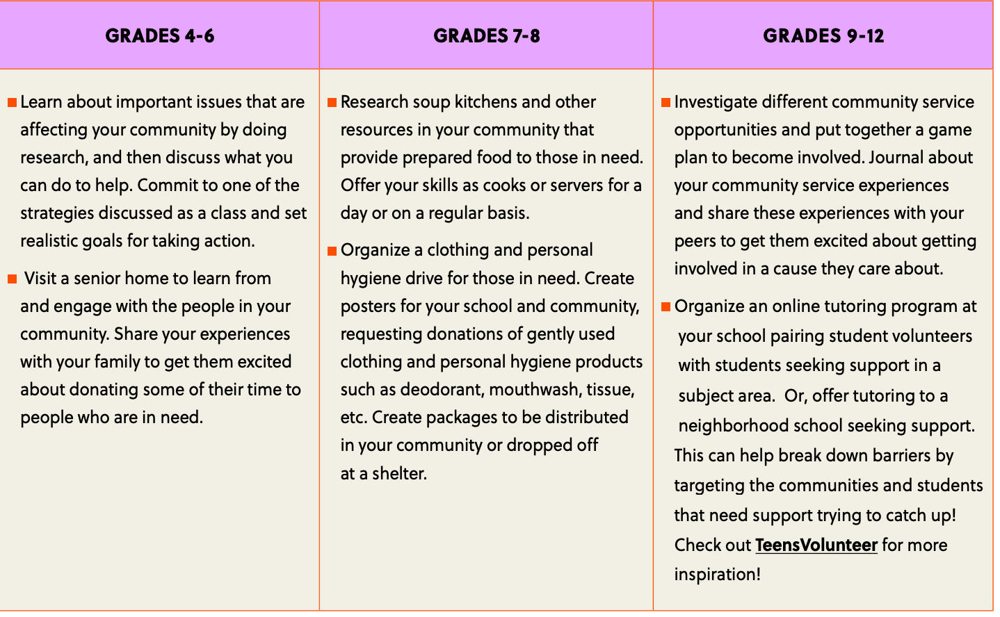 GRADES 4-6
Learn about important issues that are
affecting your community by doing
research, and then discuss what you
can do to help. Commit to one of the
strategies discussed as a class and set
realistic goals for taking action.
Visit a senior home to learn from
and engage with the people in your
community. Share your experiences
with your family to get them excited
about donating some of their time to
people who are in need.
GRADES 7-8
Research soup kitchens and other
resources in your community that
provide prepared food to those in need.
Offer your skills as cooks or servers for a
day or on a regular basis.
Organize a clothing and personal
hygiene drive for those in need. Create
posters for your school and community,
requesting donations of gently used
clothing and personal hygiene products
such as deodorant, mouthwash, tissue,
etc. Create packages to be distributed
in your community or dropped off
at a shelter.
GRADES 9-12
Investigate different community service
opportunities and put together a game
plan to become involved. Journal about
your community service experiences
and share these experiences with your
peers to get them excited about getting
involved in a cause they care about.
Organize an online tutoring program at
your school pairing student volunteers
with students seeking support in a
subject area. Or, offer tutoring to a
neighborhood school seeking support.
This can help break down barriers by
targeting the communities and students
that need support trying to catch up!
Check out TeensVolunteer for more
inspiration!